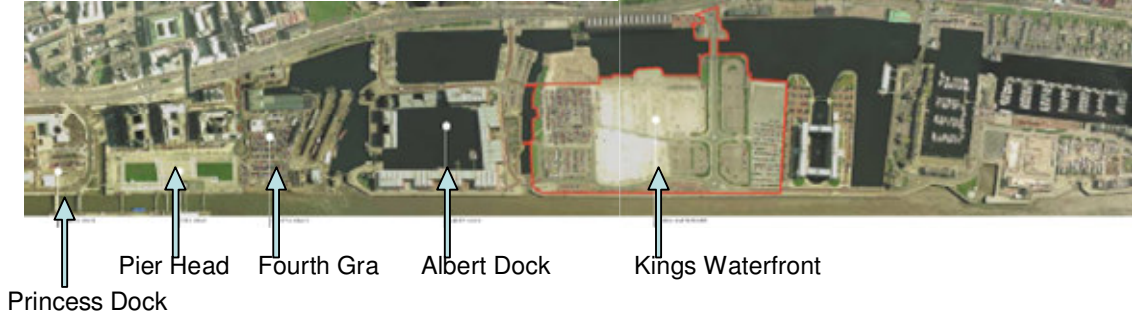 Pier Head
Fourth Gra
Albert Dock
Kings Waterfront
Princess Dock